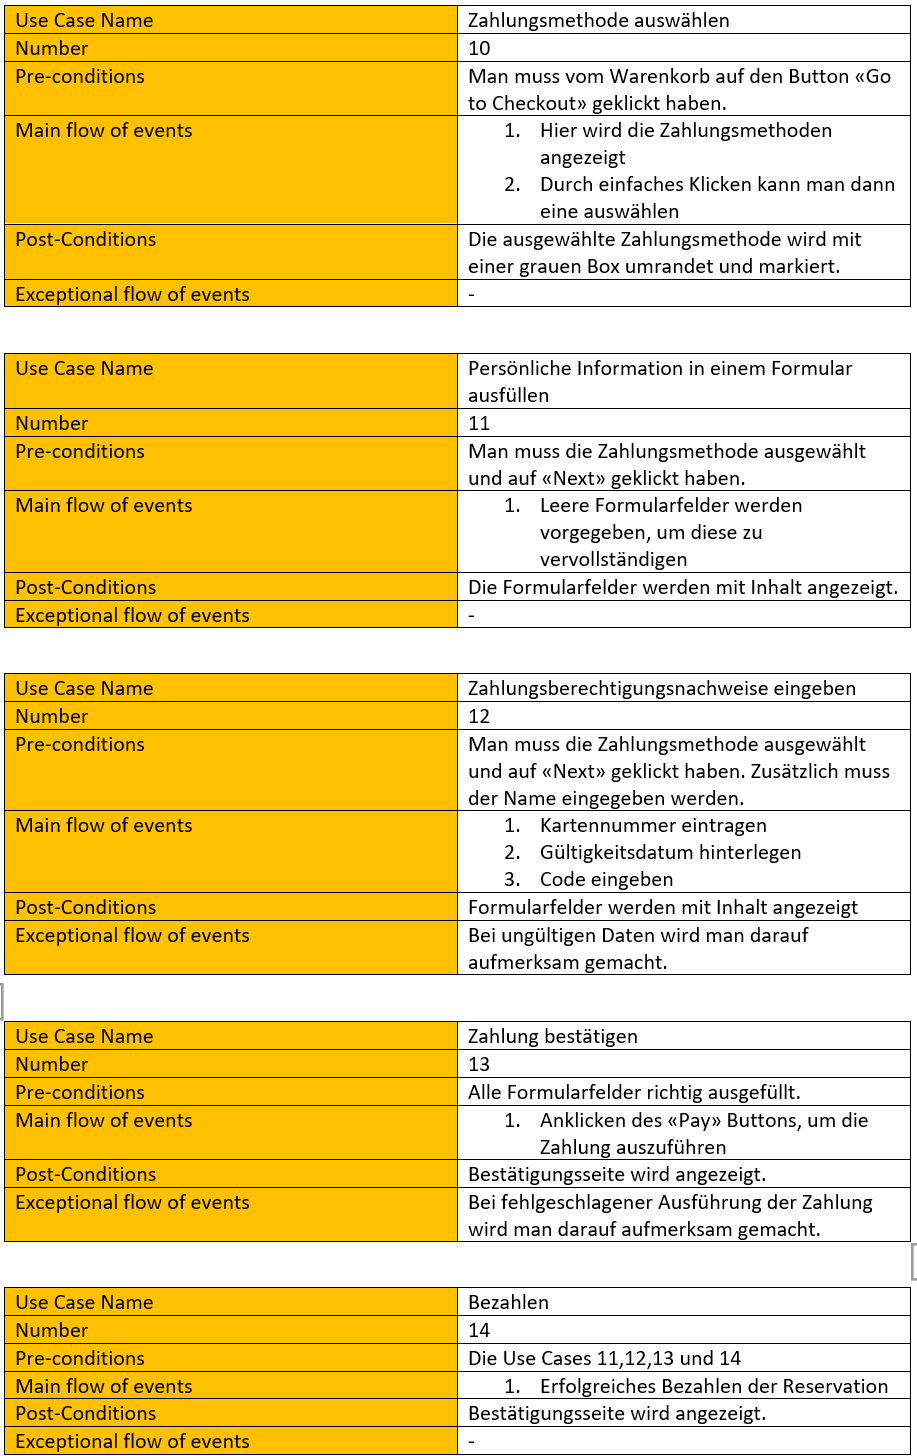 Use Case Name Zahlungsmethode auswählen
Number 10
Pre-conditions Man muss vom Warenkorb auf den Button «Go
to Checkout» geklickt haben.
Main flow of events 1. Hier wird die Zahlungsmethoden
angezeigt
2. Durch einfaches Klicken kann man dann
eine auswählen
Post-Conditions Die ausgewählte Zahlungsmethode wird mit
einer grauen Box umrandet und markiert.
Exceptional flow of events -
Use Case Name Persönliche Information in einem Formular
ausfüllen
Number 11
Pre-conditions Man muss die Zahlungsmethode ausgewählt
und auf «Next» geklickt haben.
Main flow of events 1. Leere Formularfelder werden
vorgegeben, um diese zu
vervollständigen
Post-Conditions Die Formularfelder werden mit Inhalt angezeigt.
Exceptional flow of events -
Use Case Name Zahlungsberechtigungsnachweise eingeben
Number 12
Pre-conditions Man muss die Zahlungsmethode ausgewählt
und auf «Next» geklickt haben. Zusätzlich muss
der Name eingegeben werden.
Main flow of events 1. Kartennummer eintragen
2. Gültigkeitsdatum hinterlegen
3. Code eingeben
Post-Conditions Formularfelder werden mit Inhalt angezeigt
Exceptional flow of events Bei ungültigen Daten wird man darauf
aufmerksam gemacht.
Use Case Name Zahlung bestätigen
Number 13
Pre-conditions Alle Formularfelder richtig ausgefüllt.
Main flow of events 1. Anklicken des «Pay» Buttons, um die
Zahlung auszuführen
Post-Conditions Bestätigungsseite wird angezeigt.
Exceptional flow of events Bei fehlgeschlagener Ausführung der Zahlung
wird man darauf aufmerksam gemacht.
Use Case Name Bezahlen
Number 14
Pre-conditions Die Use Cases 11,12,13 und 14
Main flow of events 1. Erfolgreiches Bezahlen der Reservation
Post-Conditions Bestätigungsseite wird angezeigt.
Exceptional flow of events -